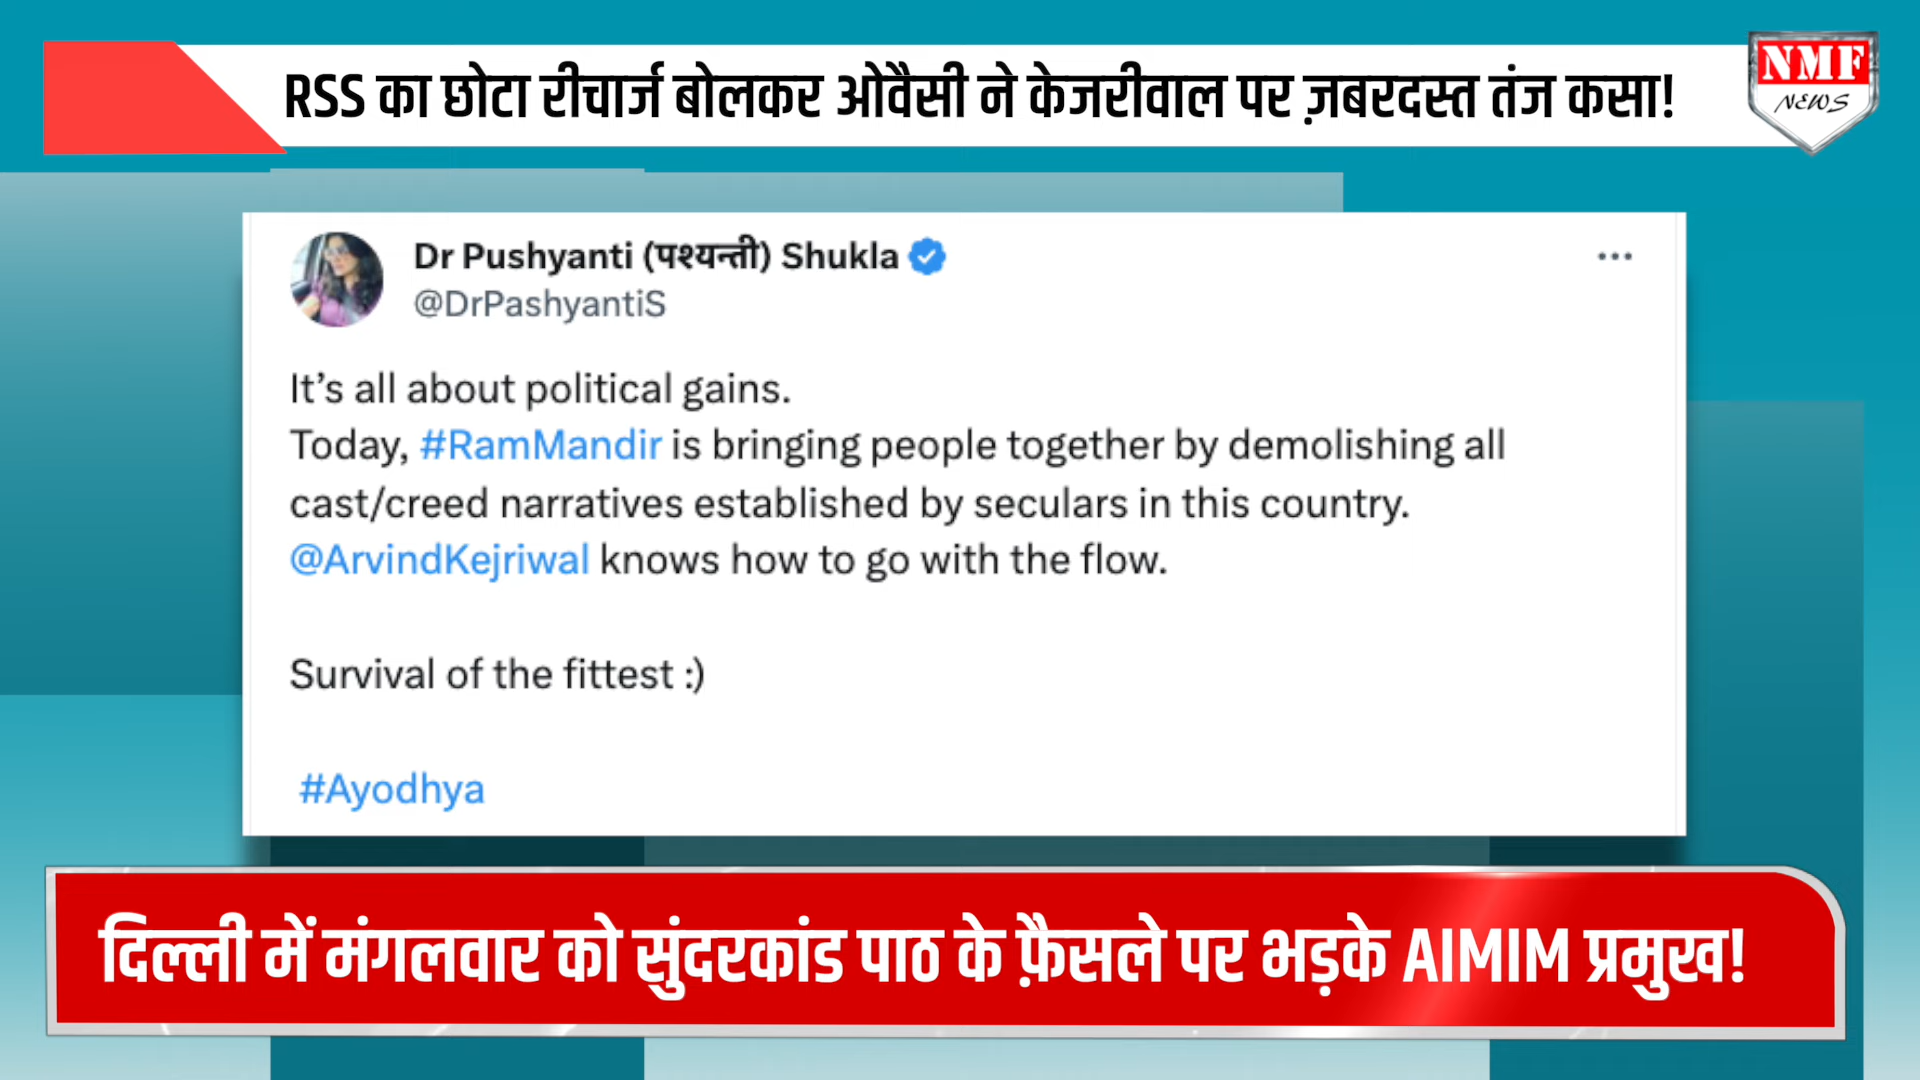 RSS का छोटा रीचार्ज बोलकर ओवैसी ने केजरीवाल पर ज़बरदस्त तंज कसा!
NMF
NEWS
Dr Pushyanti (पश्यन्ती) Shukla
@DrPashyantiS
It’s all about political gains.
Today, #RamMandir is bringing people together by demolishing all
cast/creed narratives established by seculars in this country.
@ArvindKejriwal knows how to go with the flow.
Survival of the fittest :)
#Ayodhya
दिल्ली में मंगलवार को सुंदरकांड पाठ के फ़ैसले पर भड़के AIMIM प्रमुख!